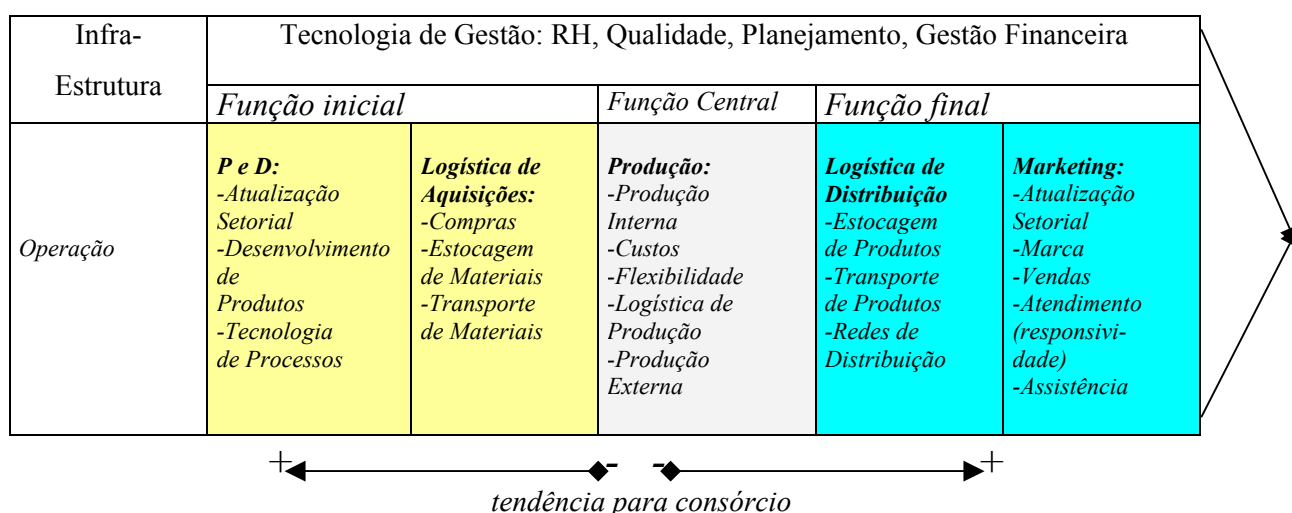 Infra-
Estrutura
Tecnologia de Gestão: RH, Qualidade, Planejamento, Gestão Financeira
Função inicial
Função Central
Função final
Operação
P e D:
-Atualização
Setorial
-Desenvolvimento
de
Produtos
-Tecnologia
de Processos
Logística de
Aquisições:
-Compras
-Estocagem
de Materiais
-Transporte
de Materiais
Produção:
-Produção
Interna
-Custos
-Flexibilidade
-Logística de
Produção
-Produção
Externa
Logística de
Distribuição
-Estocagem
de Produtos
-Transporte
de Produtos
-Redes de
Distribuição
Marketing:
-Atualização
Setorial
-Marca
-Vendas
-Atendimento
(responsivi-
dade)
-Assistência
+ - - +
tendência para consórcio